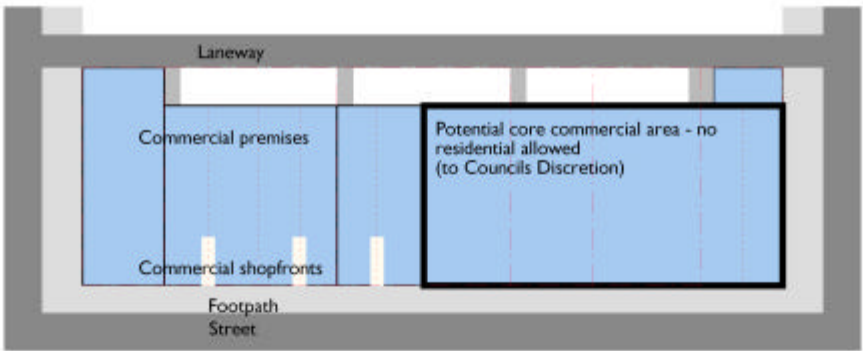 Laneway
Commercial premises
Potential core commercial area - no
residential allowed
(to Councils Discretion)
Commercial shopfronts
Footpath
Street